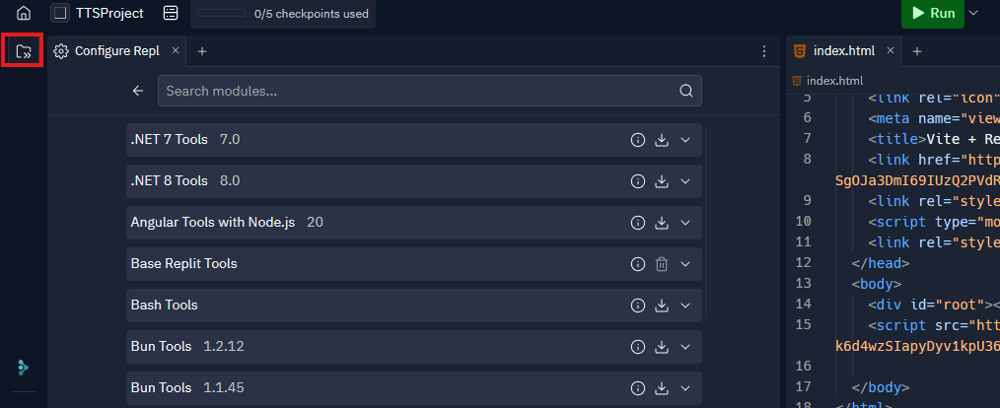 TTSProject
0/5 checkpoints used
Run
Configure Repl
index.html
Search modules...
index.html
.NET 7 Tools 7.0
.NET 8 Tools 8.0
Angular Tools with Node.js 20
Base Replit Tools
Bash Tools
Bun Tools 1.2.12
Bun Tools 1.1.45
5 <link rel="icon"
6 <meta name="view
7 <title>Vite + Re
8 <link href="http
SgOJa3DmI69IUzQ2PVdR
9 <link rel="style
10 <script type="mo
11 <link rel="style
12 </head>
13 <body>
14 <div id="root"><
15 <script src="htt
k6d4wzSIapyDyv1kpU36
16
17 </body>
18 </html>